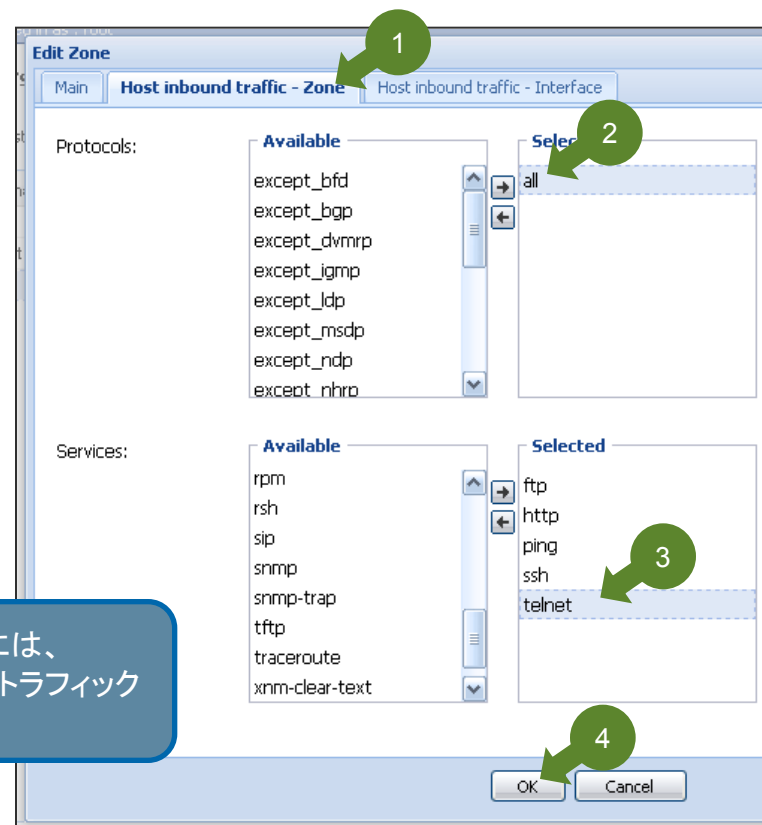 Edit Zone
1
Main Host inbound traffic - Zone Host inbound traffic - Interface
Protocols:
Available
except_bfd
except_bgp
except_dvmrp
except_igmp
except_ldp
except_msdp
except_ndp
except_nhrp
2
all
Services:
Available
rpm
rsh
sip
snmp
snmp-trap
tftp
traceroute
xnm-clear-text
Selected
ftp
http
ping
ssh
telnet
3
には、
トラフィック
4
OK Cancel